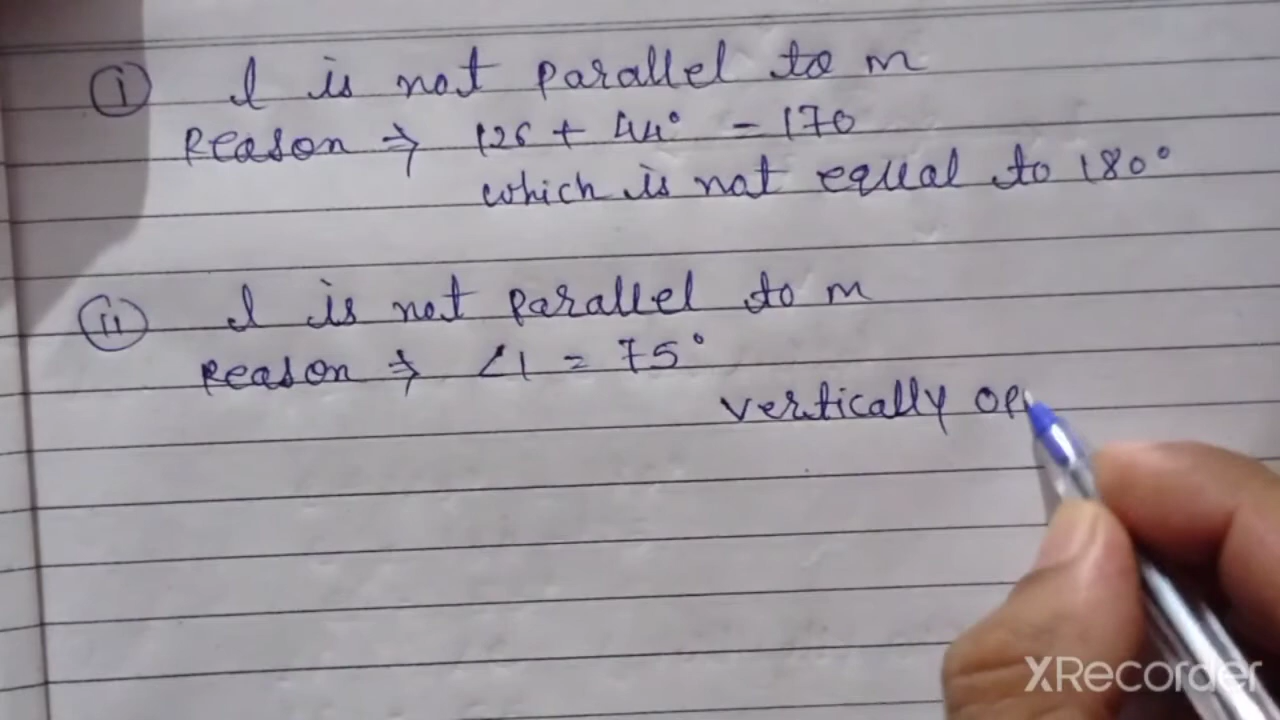 i l is not parallel to m
Reason ⇒ 126 + 44° = 170
which is not equal to 180°
ii l is not parallel to m
Reason ⇒ ∠1 = 75°
vertically op
XRecorder